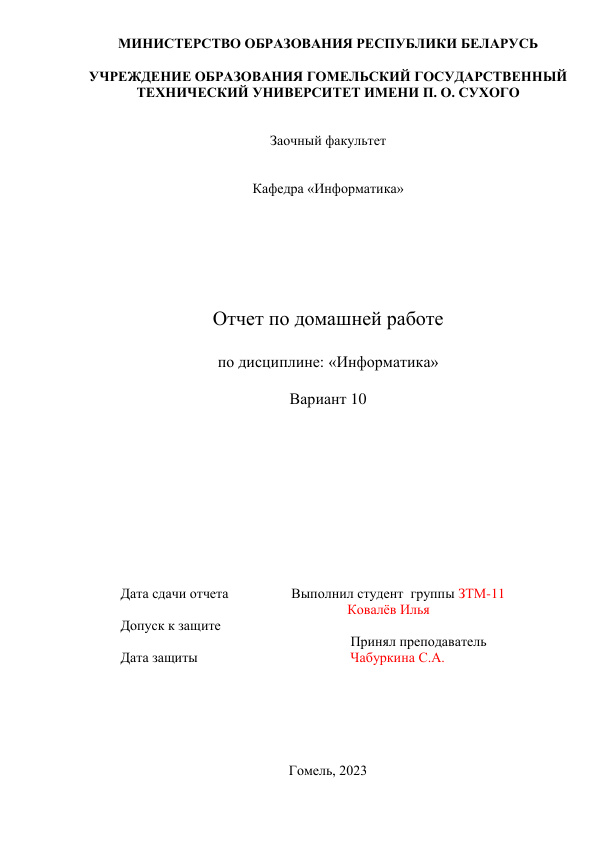 МИНИСТЕРСТВО ОБРАЗОВАНИЯ РЕСПУБЛИКИ БЕЛАРУСЬ
УЧРЕЖДЕНИЕ ОБРАЗОВАНИЯ ГОМЕЛЬСКИЙ ГОСУДАРСТВЕННЫЙ
ТЕХНИЧЕСКИЙ УНИВЕРСИТЕТ ИМЕНИ П. О. СУХОГО
Заочный факультет
Кафедра «Информатика»
Отчет по домашней работе
по дисциплине: «Информатика»
Вариант 10
Дата сдачи отчета Выполнил студент группы ЗТМ-11
Ковалёв Илья
Допуск к защите
Принял преподаватель
Дата защиты Чабуркина С.А.
Гомель, 2023